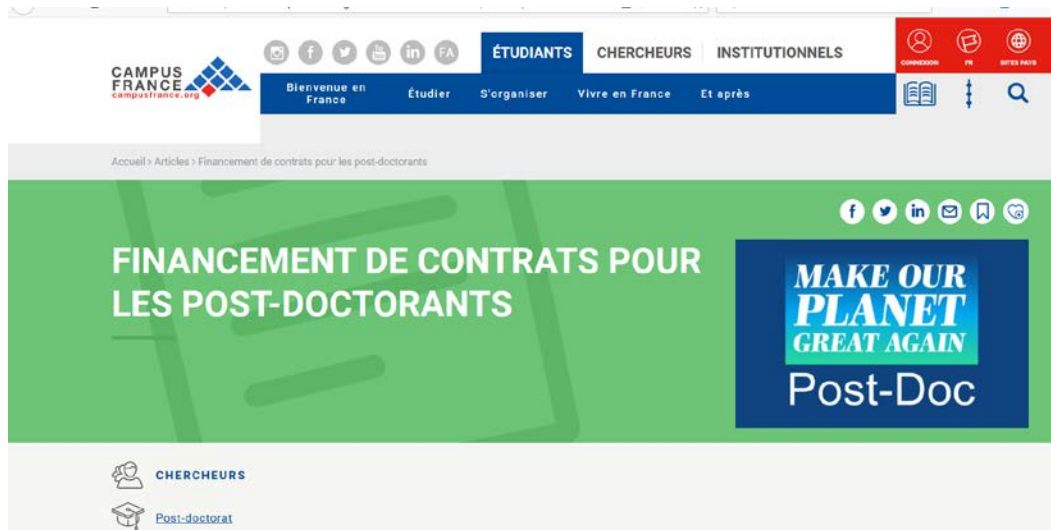 CAMPUS
FRANCE
campusfrance.org
FA
ÉTUDIANTS
CHERCHEURS
INSTITUTIONNELS
CONNEXION
FR
SITES PAYS
Bienvenue en
France
Étudier
S'organiser
Vivre en France
Et après
Accueil > Articles > Financement de contrats pour les post-doctorants
FINANCEMENT DE CONTRATS POUR
LES POST-DOCTORANTS
MAKE OUR
PLANET
GREAT AGAIN
Post-Doc
CHERCHEURS
Post-doctorat